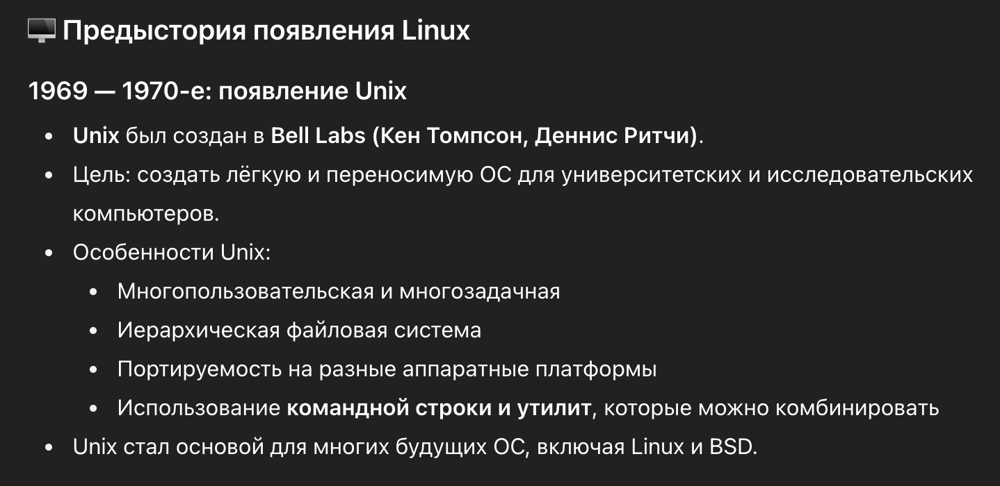 🖥️ Предыстория появления Linux
1969 — 1970-е: появление Unix
• Unix был создан в Bell Labs (Кен Томпсон, Деннис Ритчи).
• Цель: создать лёгкую и переносимую ОС для университетских и исследовательских
компьютеров.
• Особенности Unix:
• Многопользовательская и многозадачная
• Иерархическая файловая система
• Портируемость на разные аппаратные платформы
• Использование командной строки и утилит, которые можно комбинировать
• Unix стал основой для многих будущих ОС, включая Linux и BSD.